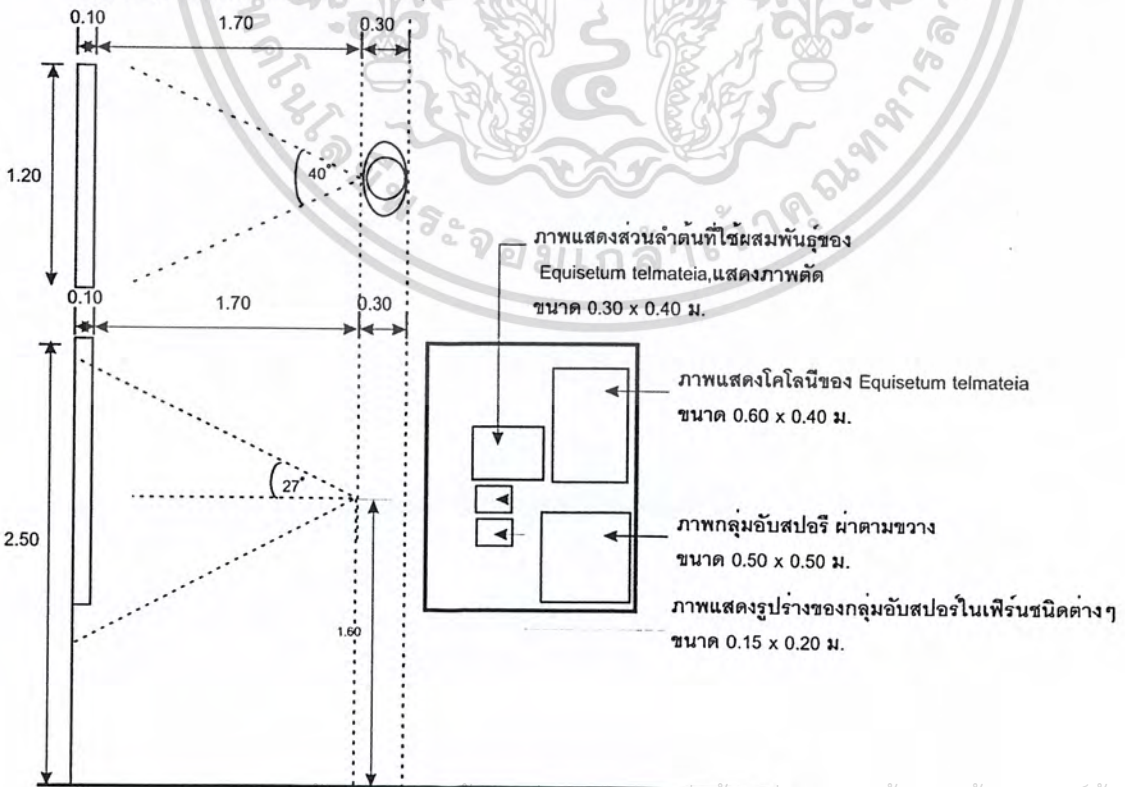 0.10 1.70 0.30
1.20
40°
0.10 1.70 0.30
ภาพแสดงส่วนลำต้นที่ใช้ผสมพันธุ์ของ
Equisetum telmateia,แสดงภาพตัด
ขนาด 0.30 x 0.40 ม.
ภาพแสดงโคโลนีของ Equisetum telmateia
ขนาด 0.60 x 0.40 ม.
27°
2.50
ภาพกลุ่มอับสปอรี ผ่าตามขวาง
ขนาด 0.50 x 0.50 ม.
ภาพแสดงรูปร่างของกลุ่มอับสปอร์ในเฟิร์นชนิดต่างๆ
1.60
ขนาด 0.15 x 0.20 ม.